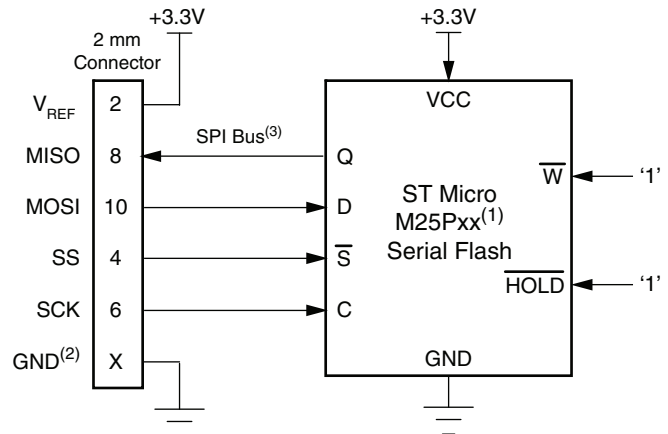 +3.3V
+3.3V
2 mm
Connector
VREF 2
VCC
MISO 8
SPI Bus(3)
Q
W
'1'
MOSI 10
D
ST Micro
M25Pxx(1)
Serial Flash
SS 4
S
HOLD
'1'
SCK 6
C
GND(2) X
GND